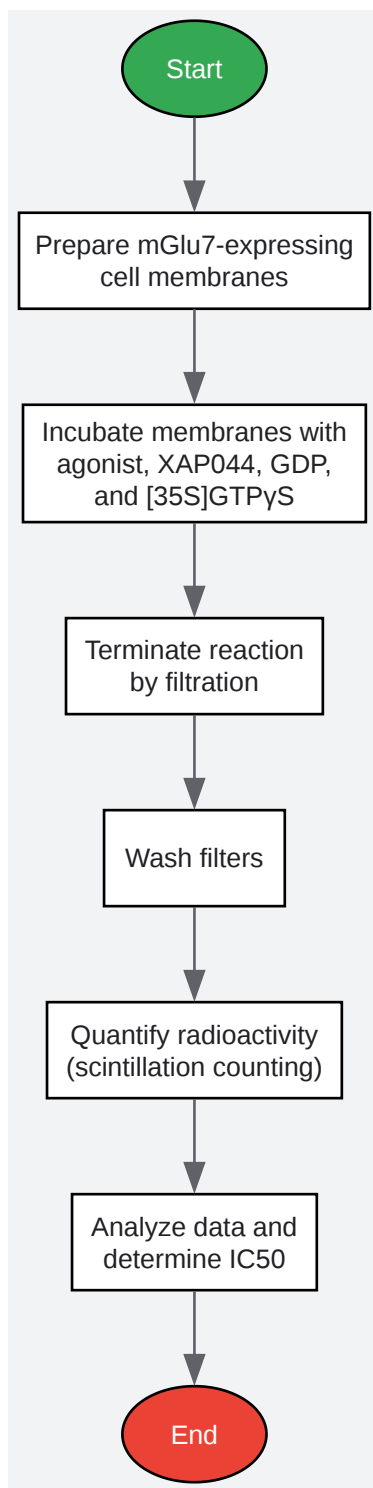 Start
Prepare mGlu7-expressing
cell membranes
Incubate membranes with
agonist, XAP044, GDP,
and [35S]GTPγS
Terminate reaction
by filtration
Wash filters
Quantify radioactivity
(scintillation counting)
Analyze data and
determine IC50
End